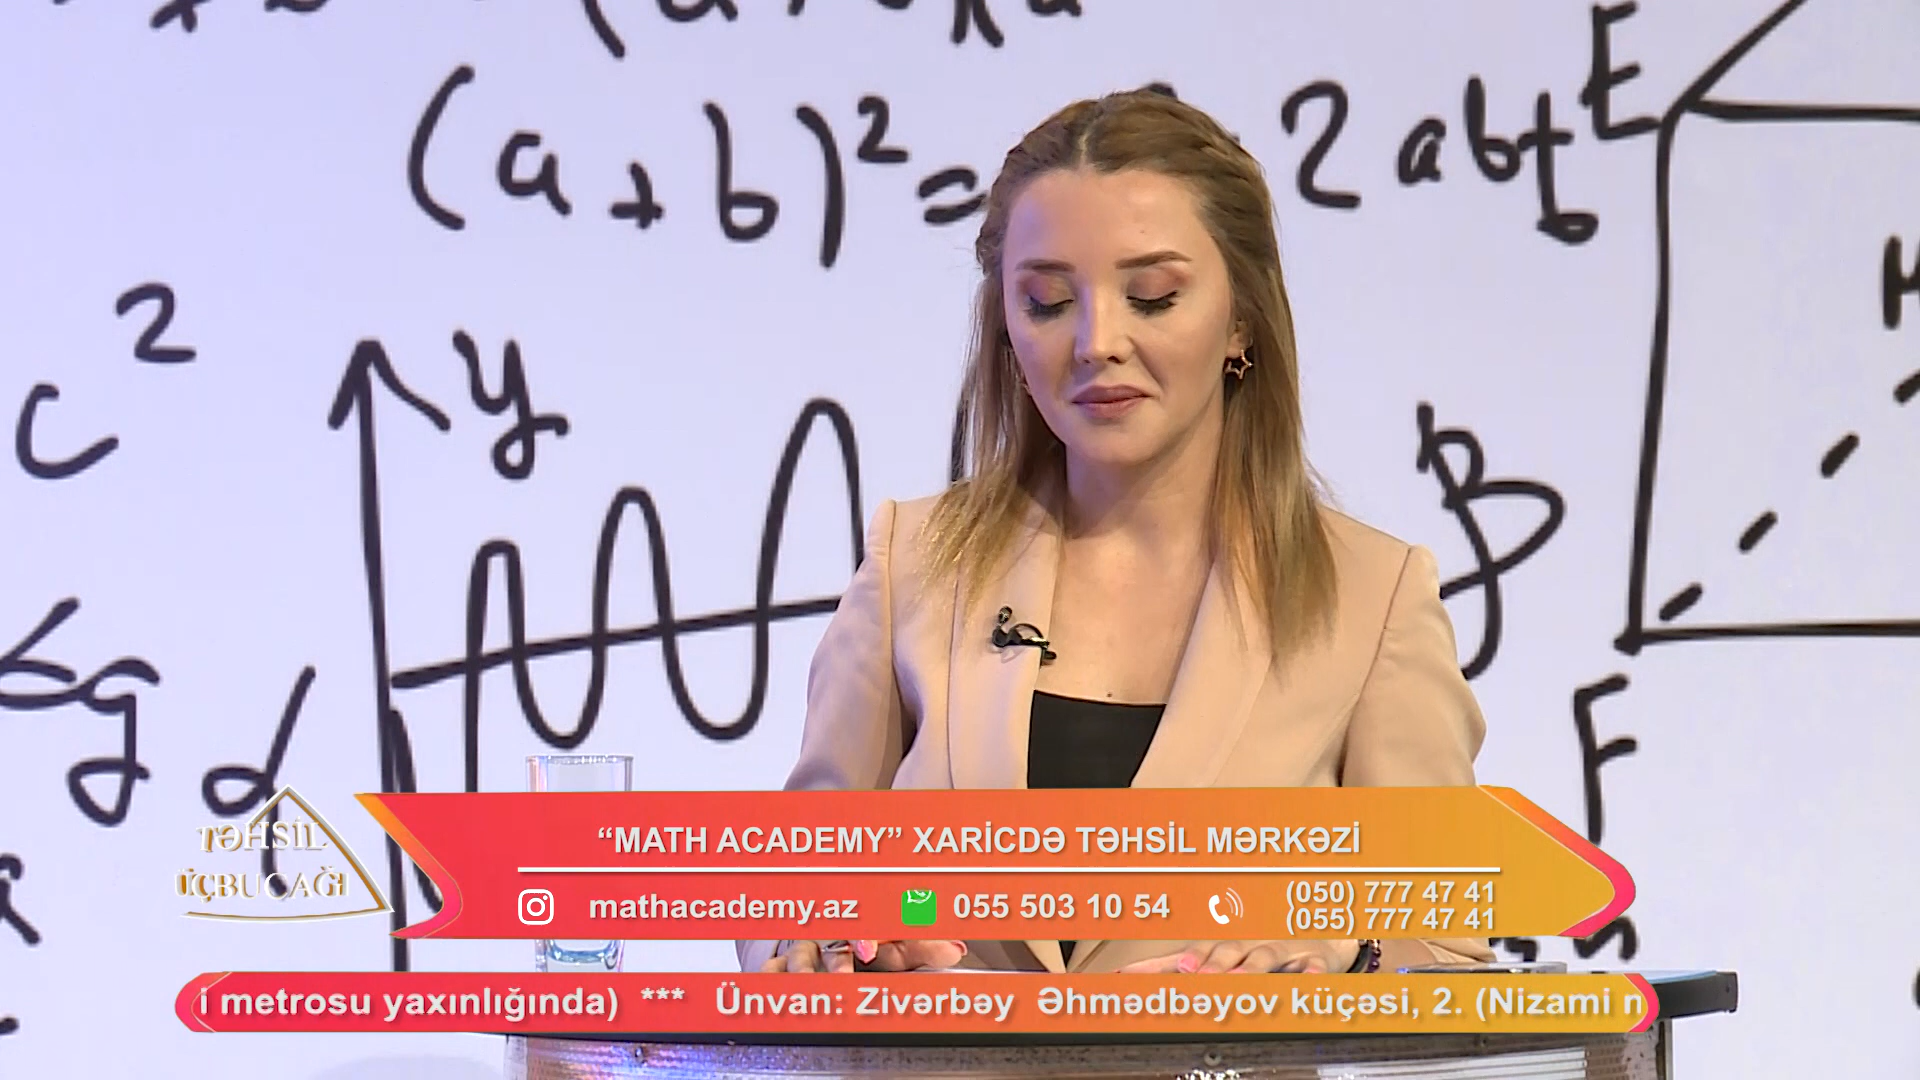 (a+b)²= 2ab+b
E
c²
y
B
F
TƏHSİL
ÜÇBUCAĞI
“MATH ACADEMY” XARİCDƏ TƏHSİL MƏRKƏZİ
mathacademy.az 055 503 10 54 (050) 777 47 41
(055) 777 47 41
i metrosu yaxınlığında) *** Ünvan: Zivərbəy Əhmədbəyov küçəsi, 2. (Nizami